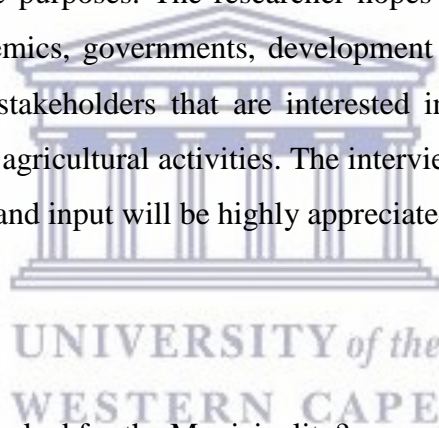 purposes. The researcher hopes
emics, governments, development
stakeholders that are interested in
agricultural activities. The intervie
and input will be highly appreciate
UNIVERSITY of the
WESTERN CAPE
for the Municipality?